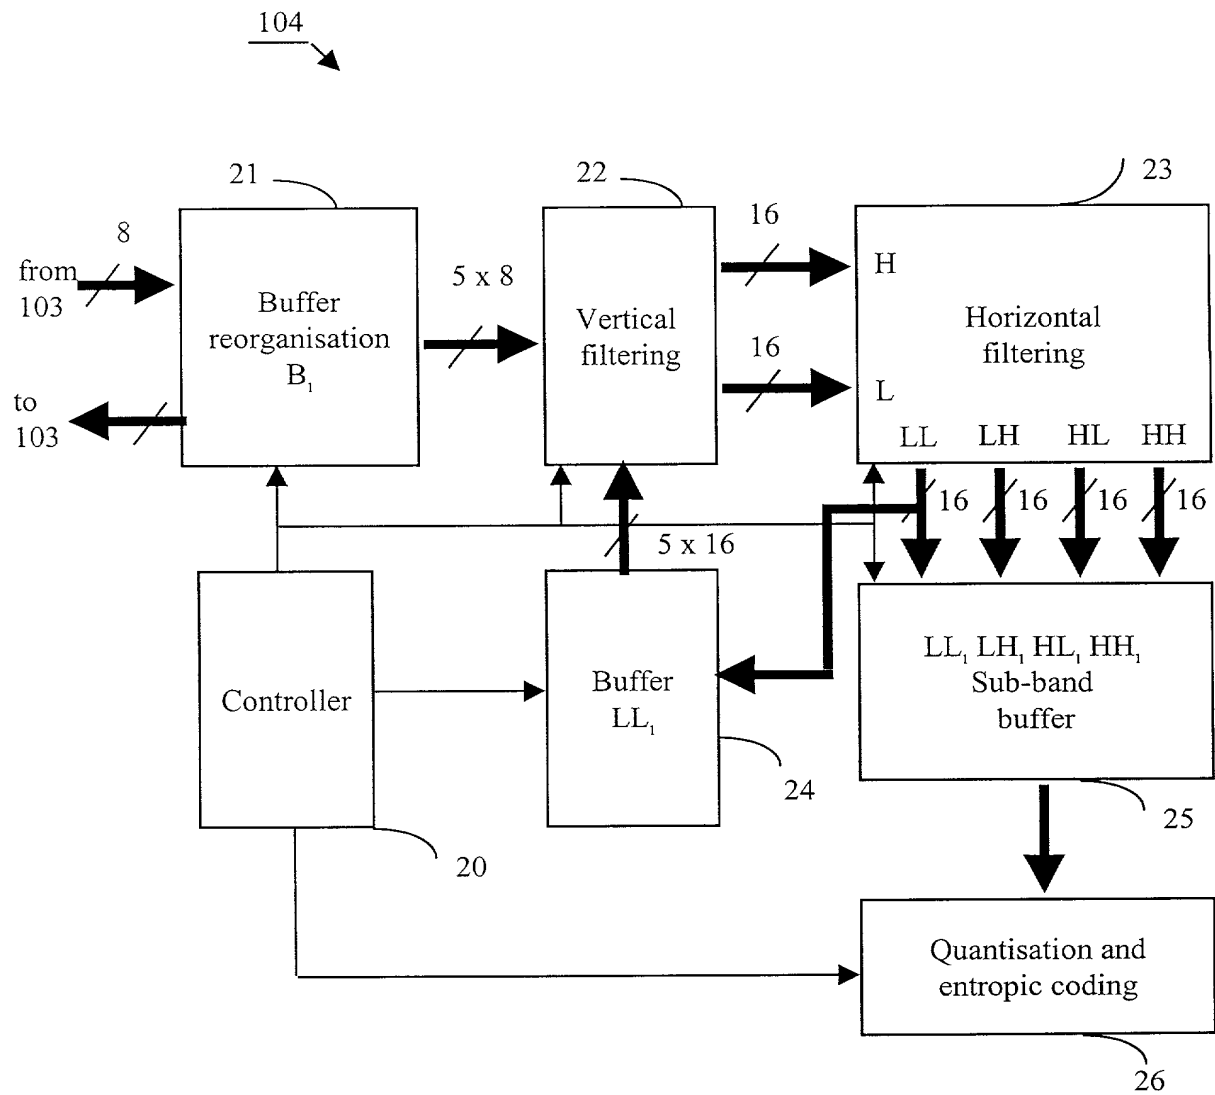 104
21
22
23
8
from
103
to
103
Buffer
reorganisation
B₁
5 x 8
Vertical
filtering
16
16
H
L
Horizontal
filtering
LL LH HL HH
16 16 16 16
5 x 16
Controller
20
Buffer
LL₁
24
LL₁ LH₁ HL₁ HH₁
Sub-band
buffer
25
Quantisation and
entropic coding
26